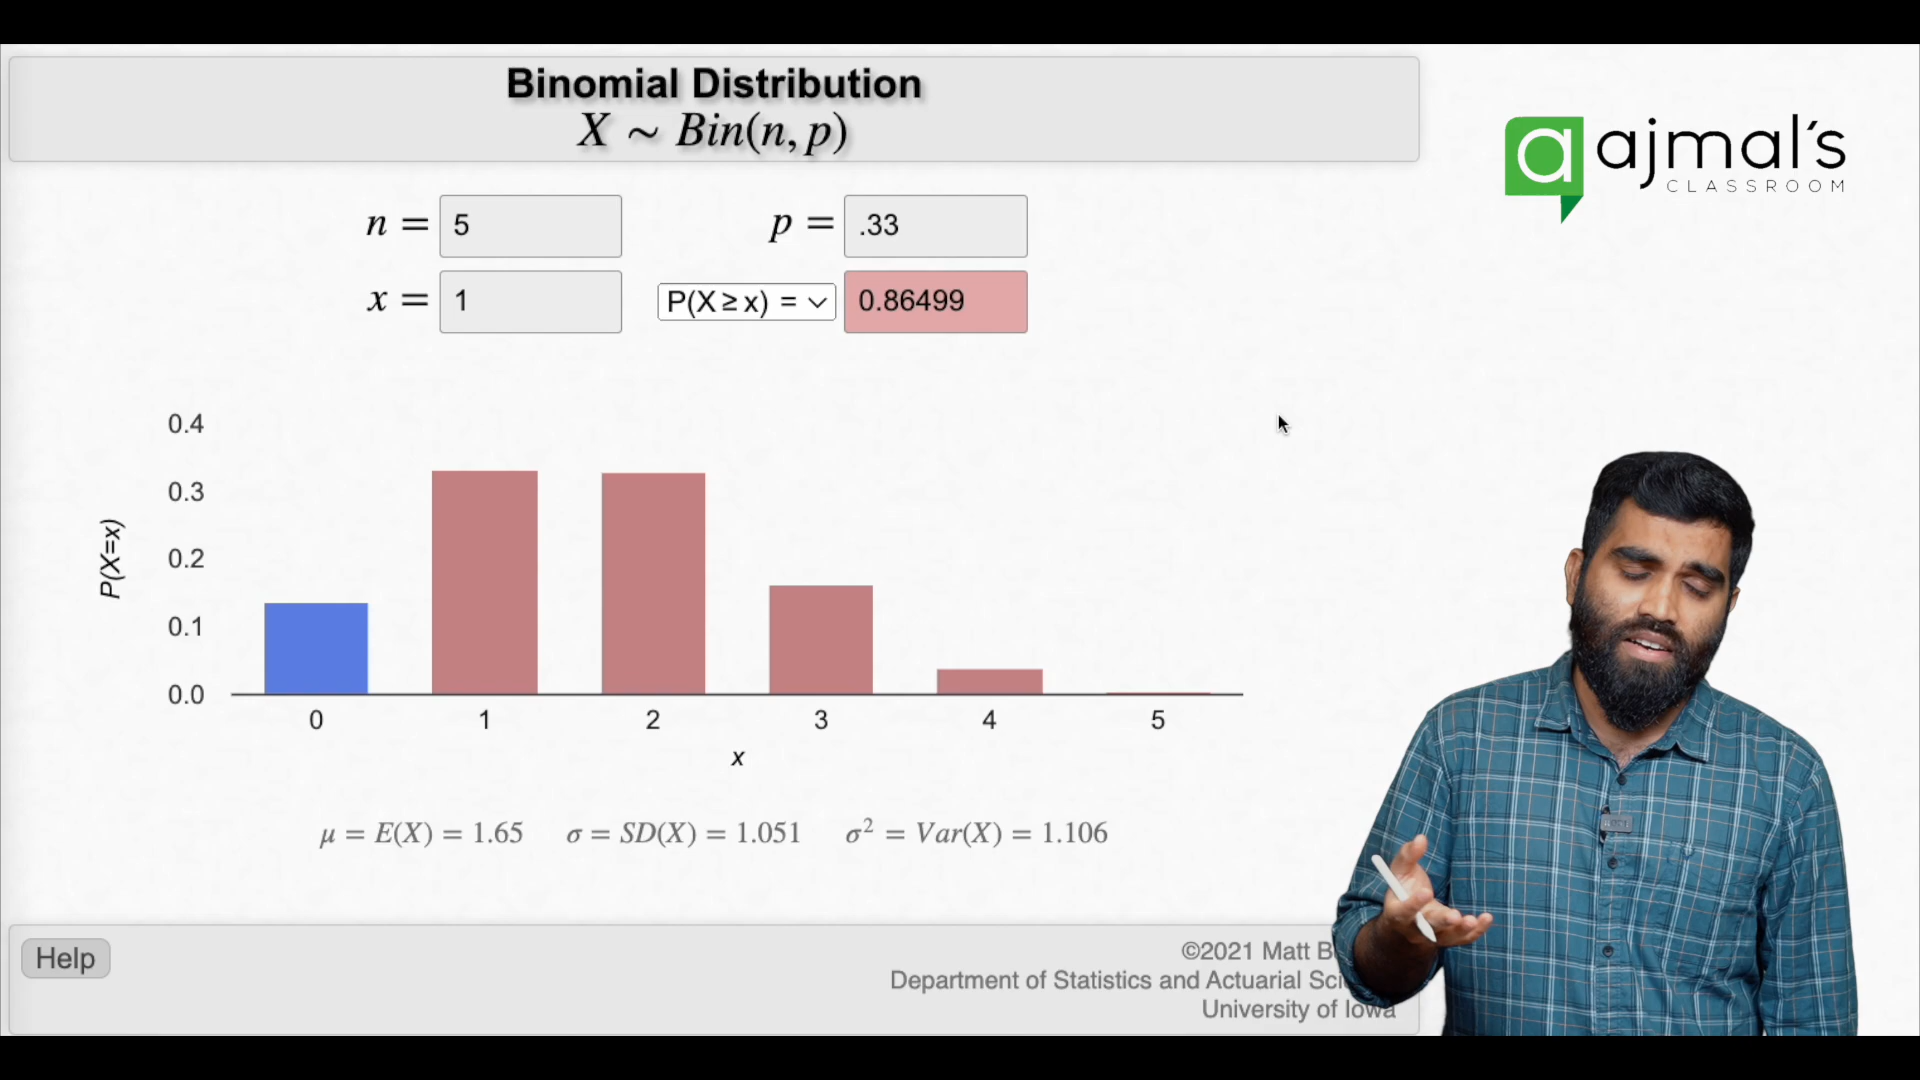 Binomial Distribution
X ~ Bin(n, p)
a ajmal's
CLASSROOM
n = 5
p = .33
x = 1
P(X ≥ x) = 0.86499
0.4
0.3
0.2
0.1
0.0
P(X=x)
0 1 2 3 4 5
x
μ = E(X) = 1.65 σ = SD(X) = 1.051 σ² = Var(X) = 1.106
Help
©2021 Matt
Department of Statistics and Actuarial
University of Iowa